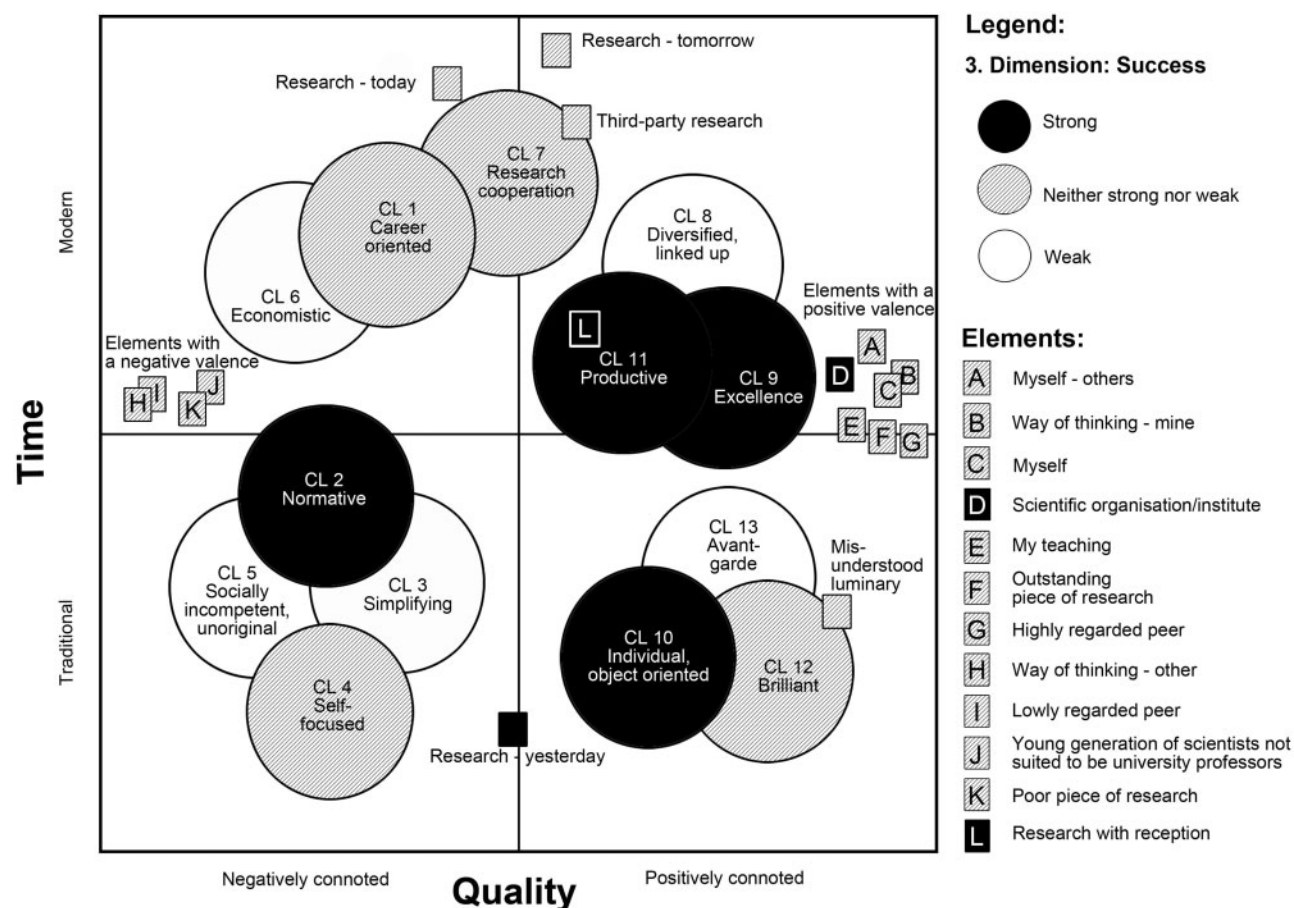 Research - tomorrow
Research - today
Third-party research
CL 7
Research
cooperation
CL 1
Career
oriented
CL 8
Diversified,
linked up
CL 6
Economistic
Elements with a
positive valence
Elements with
a negative valence
L
CL 11
Productive
CL 9
Excellence
A
D
B
C
E
F
G
I
H
J
K
CL 2
Normative
CL 5
Socially
incompetent,
unoriginal
CL 3
Simplifying
CL 4
Self-
focused
CL 13
Avant-
garde
Mis-
understood
luminary
CL 10
Individual,
object oriented
CL 12
Brilliant
Research - yesterday
Modern
Time
Traditional
Negatively connoted
Quality
Positively connoted
Legend:
3. Dimension: Success
Strong
Neither strong nor weak
Weak
Elements:
A Myself - others
B Way of thinking - mine
C Myself
D Scientific organisation/institute
E My teaching
F Outstanding
piece of research
G Highly regarded peer
H Way of thinking - other
I Lowly regarded peer
J Young generation of scientists not
suited to be university professors
K Poor piece of research
L Research with reception